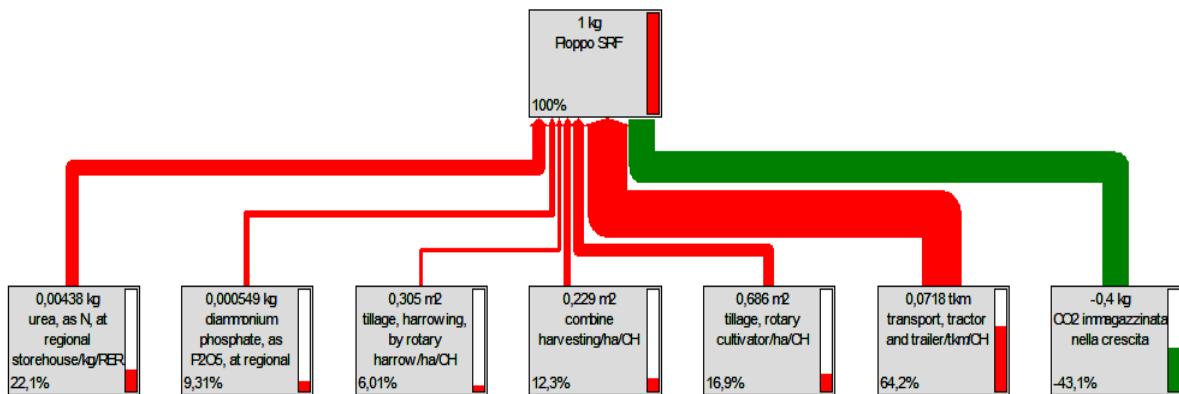 1 kg
Pioppo SRF
100%
0,00438 kg
urea, as N, at
regional
storehouse/kg/RER
22,1%
0,000549 kg
diammonium
phosphate, as
P2O5, at regional
9,31%
0,305 m2
tillage, harrowing,
by rotary
harrow/ha/CH
6,01%
0,229 m2
combine
harvesting/ha/CH
12,3%
0,686 m2
tillage, rotary
cultivator/ha/CH
16,9%
0,0718 tkm
transport, tractor
and trailer/tkm/CH
64,2%
-0,4 kg
CO2 immagazzinata
nella crescita
-43,1%